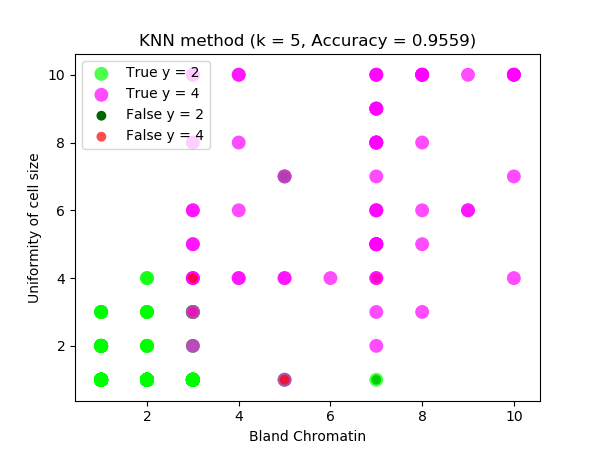 KNN method (k = 5, Accuracy = 0.9559)
True y = 2
True y = 4
False y = 2
False y = 4
Uniformity of cell size
10
8
6
4
2
2 4 6 8 10
Bland Chromatin